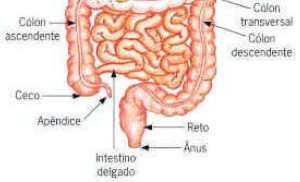 Cólon
ascendente
Cólon
transversal
Cólon
descendente
Ceco
Apêndice
Reto
Ânus
Intestino
delgado